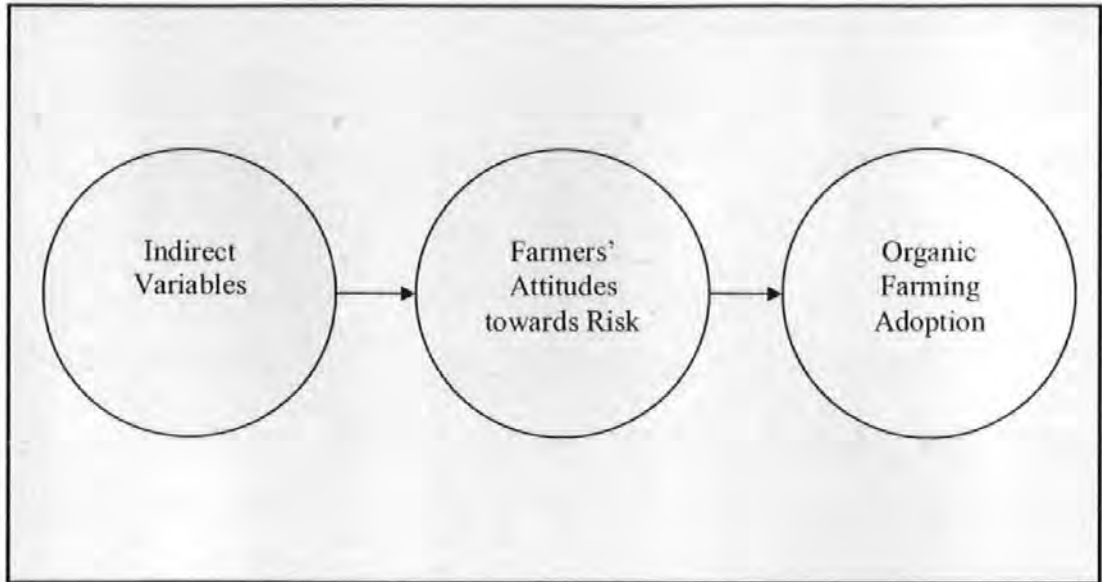 Indirect
Variables
Farmers’
Attitudes
towards Risk
Organic
Farming
Adoption